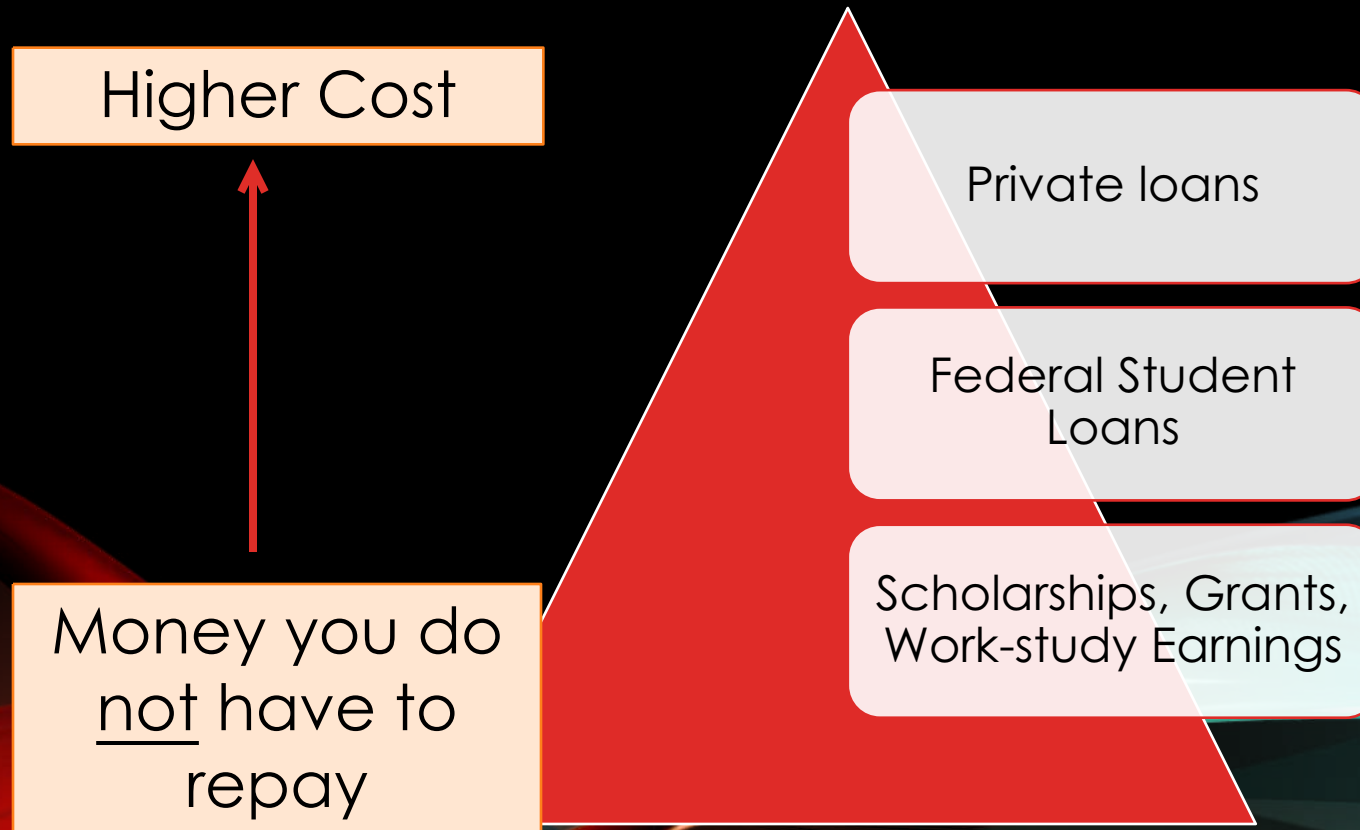 Higher Cost
Private loans
Federal Student
Loans
Scholarships, Grants,
Work-study Earnings
Money you do
not have to
repay